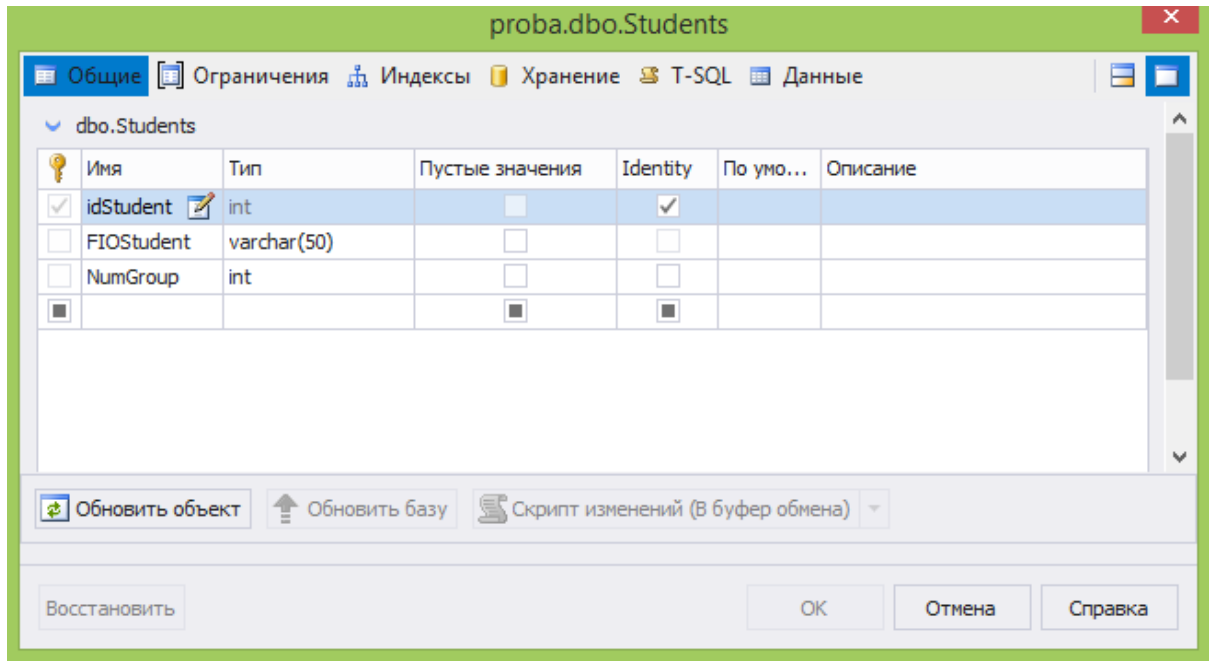 proba.dbo.Students
Общие Ограничения Индексы Хранение T-SQL Данные
dbo.Students
Имя Тип Пустые значения Identity По умо... Описание
idStudent int
FIOStudent varchar(50)
NumGroup int
Обновить объект Обновить базу Скрипт изменений (В буфер обмена)
Восстановить OK Отмена Справка